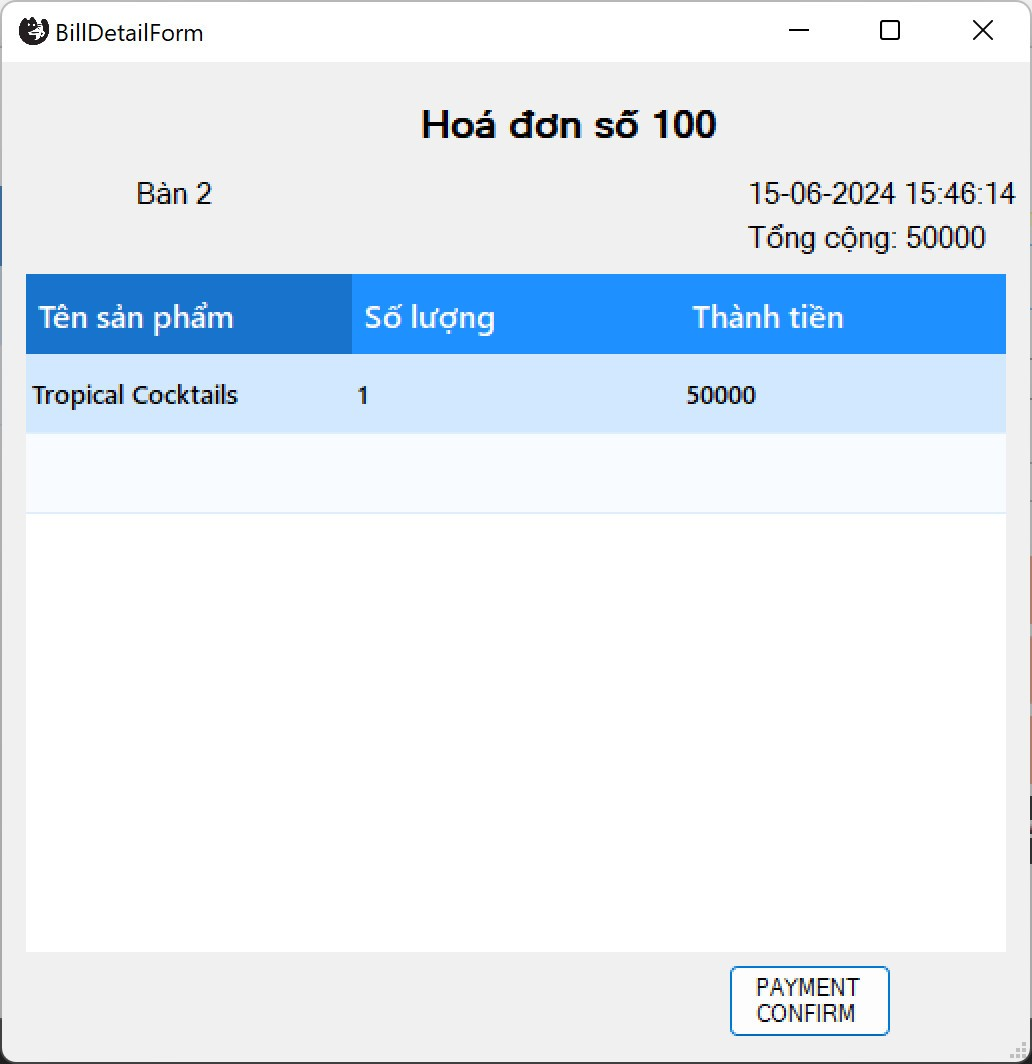 BillDetailForm
Hoá đơn số 100
Bàn 2
15-06-2024 15:46:14
Tổng cộng: 50000
Tên sản phẩm Số lượng Thành tiền
Tropical Cocktails 1 50000
PAYMENT
CONFIRM